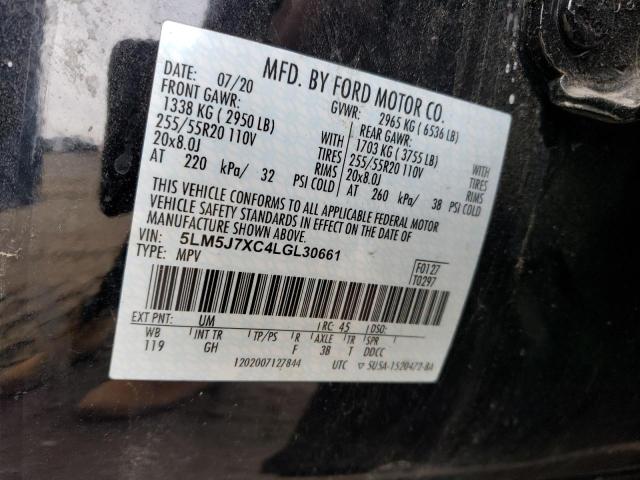 MFD. BY FORD MOTOR CO.
DATE: 07/20 GVWR: 2965 KG ( 6536 LB)
FRONT GAWR: REAR GAWR:
1338 KG ( 2950 LB) WITH 1703 KG ( 3755 LB) WITH
255/55R20 110V TIRES 255/55R20 110V TIRES
20x8.0J RIMS 20x8.0J RIMS
AT 220 kPa/ 32 PSI COLD AT 260 kPa/ 38 PSI COLD
THIS VEHICLE CONFORMS TO ALL APPLICABLE FEDERAL MOTOR
VEHICLE SAFETY STANDARDS IN EFFECT ON THE DATE OF
MANUFACTURE SHOWN ABOVE.
VIN: 5LM5J7XC4LGL30661
TYPE: MPV
F0127
T0297
EXT PNT: UM RC: 45 DSO:
WB INT TR TP/PS R AXLE TR SPR
119 GH F 3B T DDCC
120200712784​4 UTC ▽ 5USA-1520472-BA